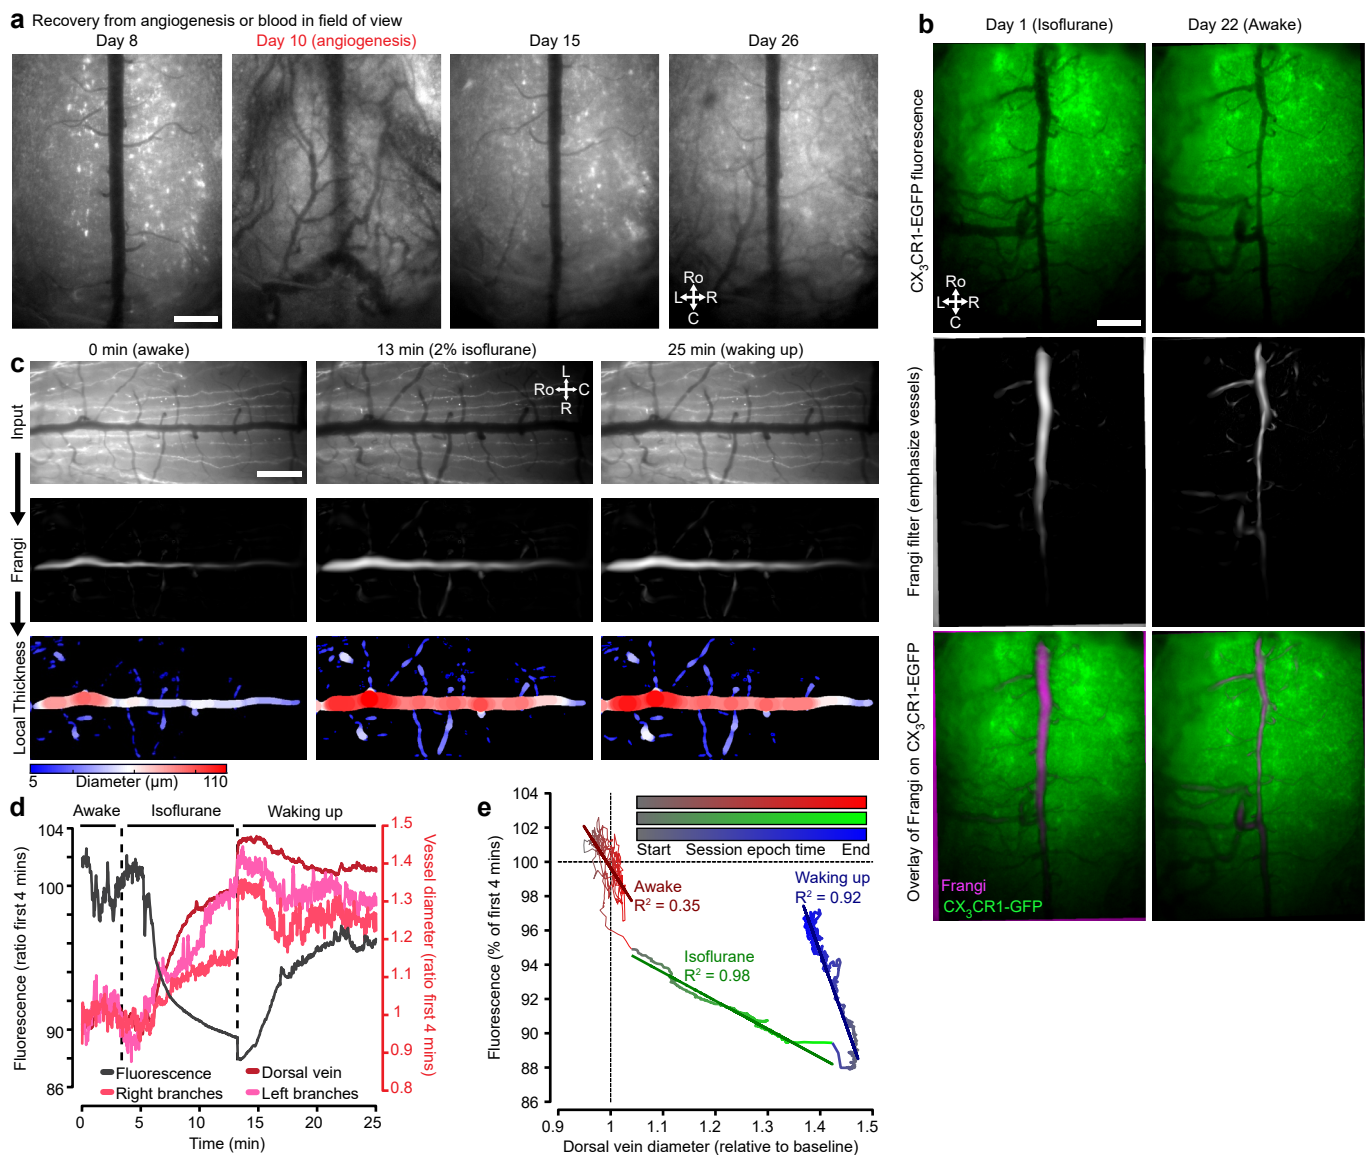 a Recovery from angiogenesis or blood in field of view
Day 8
Day 10 (angiogenesis)
Day 15
Day 26
Ro
L R
C
b
Day 1 (Isoflurane)
Day 22 (Awake)
CX3CR1-EGFP fluorescence
Ro
L R
C
Frangi filter (emphasize vessels)
Overlay of Frangi on CX3CR1-EGFP
Frangi
CX3CR1-GFP
c
0 min (awake)
13 min (2% isoflurane)
25 min (waking up)
Input
L
Ro C
R
Frangi
Local Thickness
5 Diameter (µm) 110
d
Awake
Isoflurane
Waking up
Fluorescence (ratio first 4 mins)
104
100
90
86
Vessel diameter (ratio first 4 mins)
1.5
1.4
1.3
1.2
1.1
1
0.9
0.8
Fluorescence
Dorsal vein
Right branches
Left branches
0 5 10 15 20 25
Time (min)
e
Fluorescence (% of first 4 mins)
104
102
100
98
96
94
92
90
88
86
Start Session epoch time End
Awake
R² = 0.35
Waking up
R² = 0.92
Isoflurane
R² = 0.98
0.9 1 1.1 1.2 1.3 1.4 1.5
Dorsal vein diameter (relative to baseline)